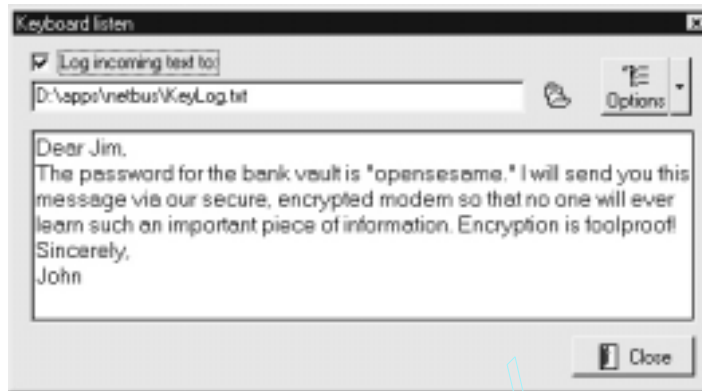 Keyboard listen
Log incoming text to:
D:\apps\netbus\KeyLog.txt
Options
Dear Jim,
The password for the bank vault is "opensesame." I will send you this
message via our secure, encrypted modem so that no one will ever
learn such an important piece of information. Encryption is foolproof!
Sincerely,
John
Close